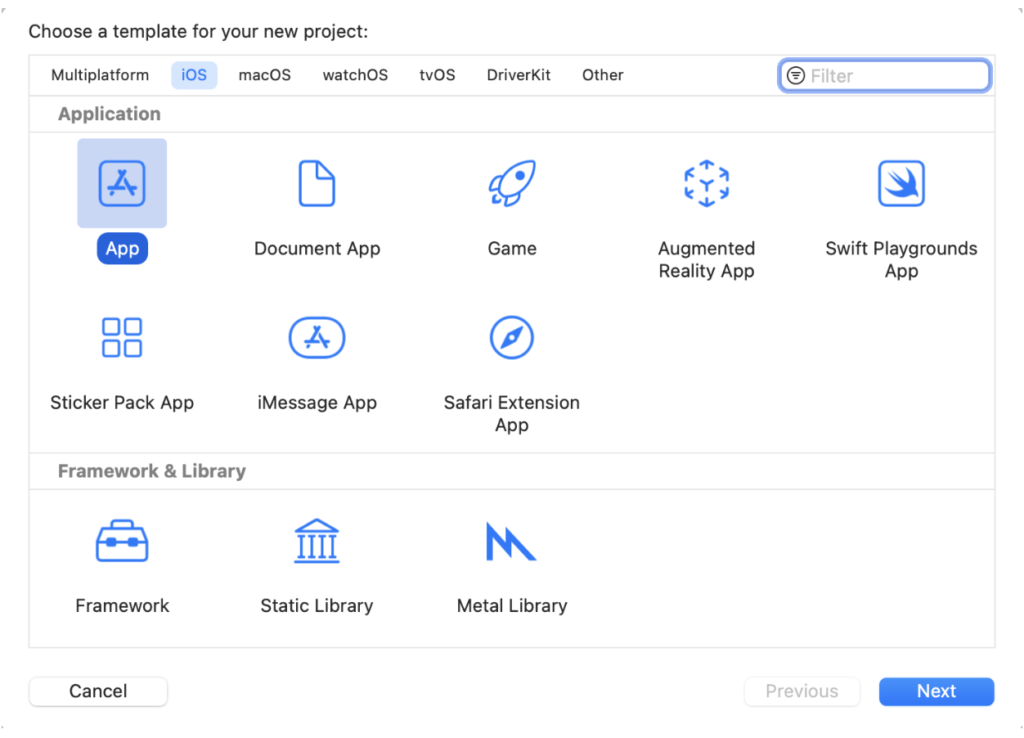 Choose a template for your new project:
Multiplatform iOS macOS watchOS tvOS DriverKit Other Filter
Application
App Document App Game Augmented Reality App Swift Playgrounds App
Sticker Pack App iMessage App Safari Extension App
Framework & Library
Framework Static Library Metal Library
Cancel Previous Next